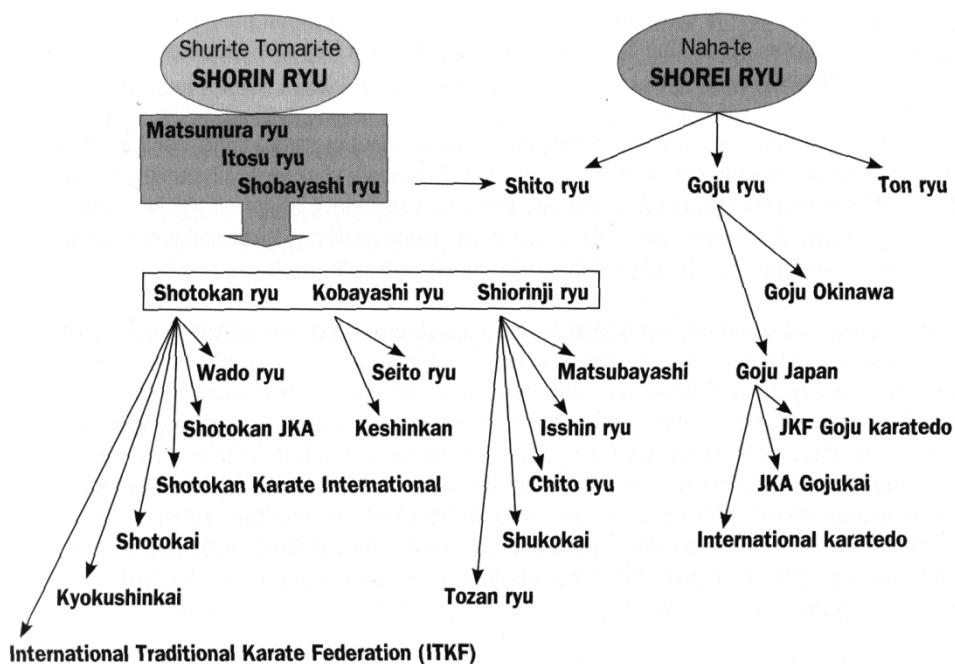 Shuri-te Tomari-te
SHORIN RYU
Naha-te
SHOREI RYU
Matsumura ryu
Itosu ryu
Shobayashi ryu
Shito ryu
Goju ryu
Ton ryu
Shotokan ryu
Kobayashi ryu
Shiorinji ryu
Goju Okinawa
Wado ryu
Seito ryu
Matsubayashi
Goju Japan
Shotokan JKA
Keshinkan
Isshin ryu
JKF Goju karatedo
Shotokan Karate International
Chito ryu
JKA Gojukai
Shotokai
Shukokai
International karatedo
Kyokushinkai
Tozan ryu
International Traditional Karate Federation (ITKF)